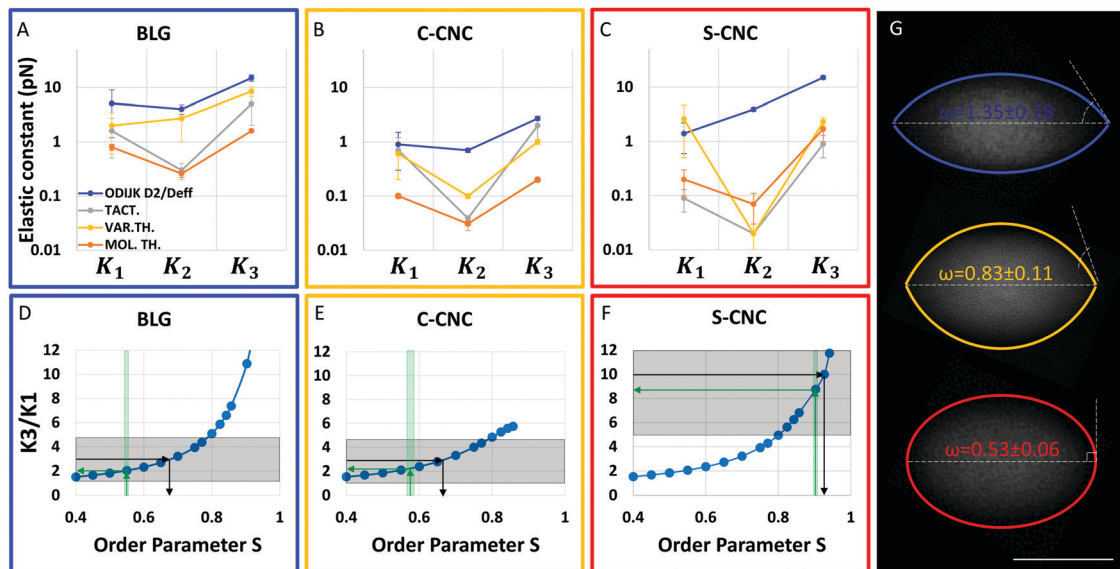 A BLG
B C-CNC
C S-CNC
G
Elastic constant (pN)
10
1
0.1
0.01
ODIJK D2/Deff
TACT.
VAR.TH.
MOL. TH.
K1 K2 K3
10
1
0.1
0.01
K1 K2 K3
10
1
0.1
0.01
K1 K2 K3
D BLG
E C-CNC
F S-CNC
K3/K1
12
10
8
6
4
2
0
0.4 0.6 0.8 1
Order Parameter S
12
10
8
6
4
2
0
0.4 0.6 0.8 1
Order Parameter S
12
10
8
6
4
2
0
0.4 0.6 0.8 1
Order Parameter S
ω=1.35±0.28
ω=0.83±0.11
ω=0.53±0.06